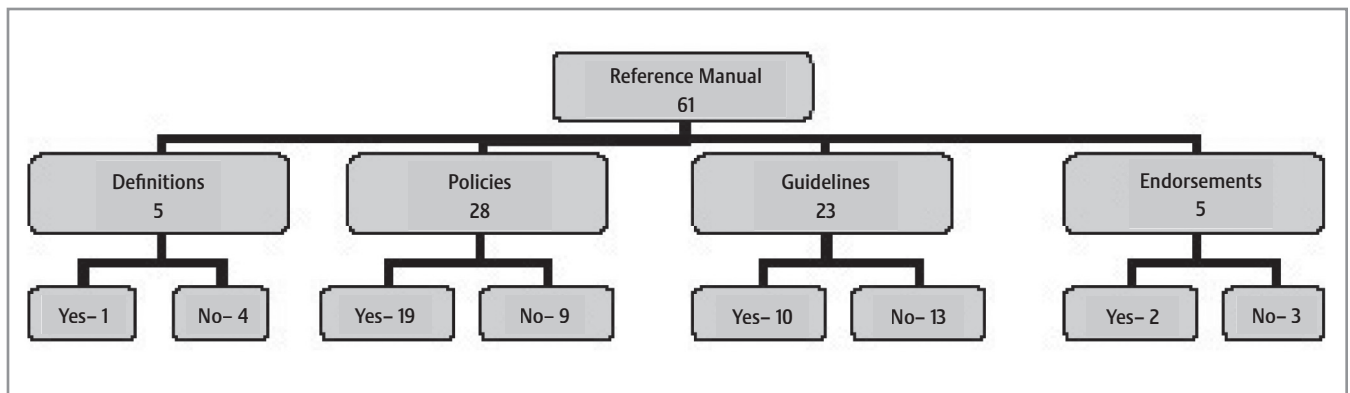 Reference Manual
61
Definitions
5
Policies
28
Guidelines
23
Endorsements
5
Yes– 1
No– 4
Yes– 19
No– 9
Yes– 10
No– 13
Yes– 2
No– 3